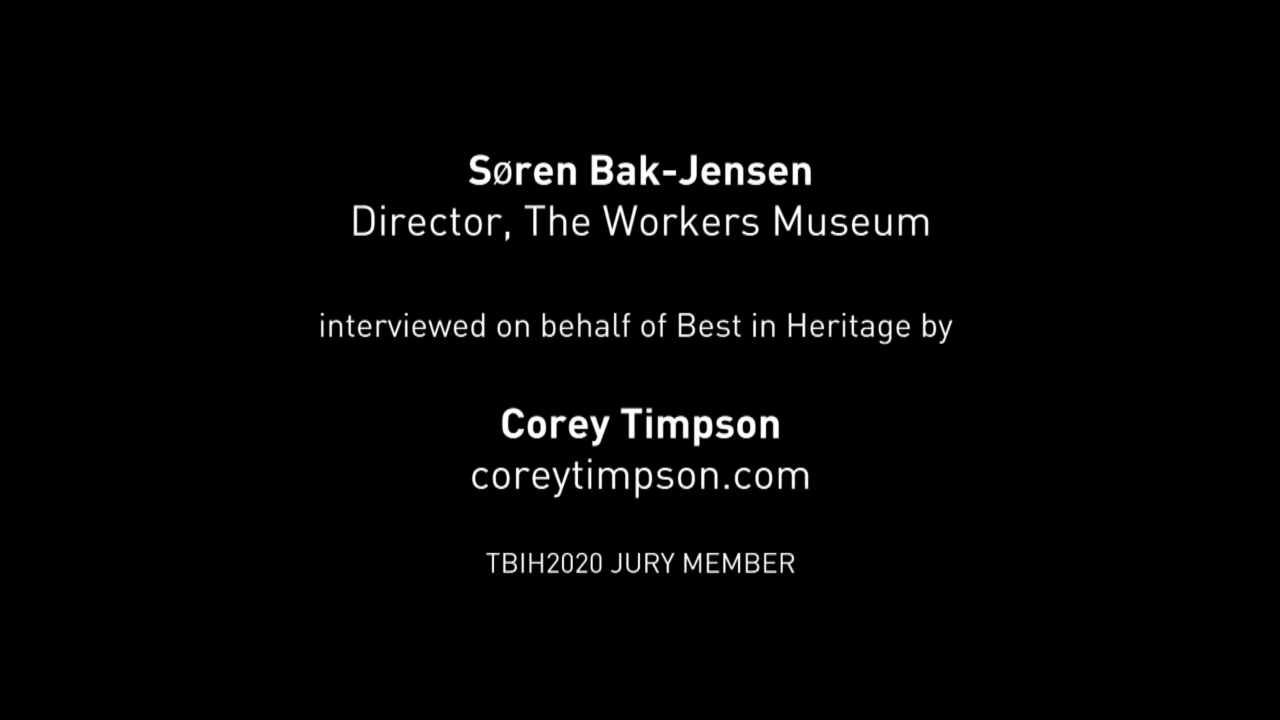 Søren Bak-Jensen
Director, The Workers Museum
interviewed on behalf of Best in Heritage by
Corey Timpson
coreytimpson.com
TBIH2020 JURY MEMBER